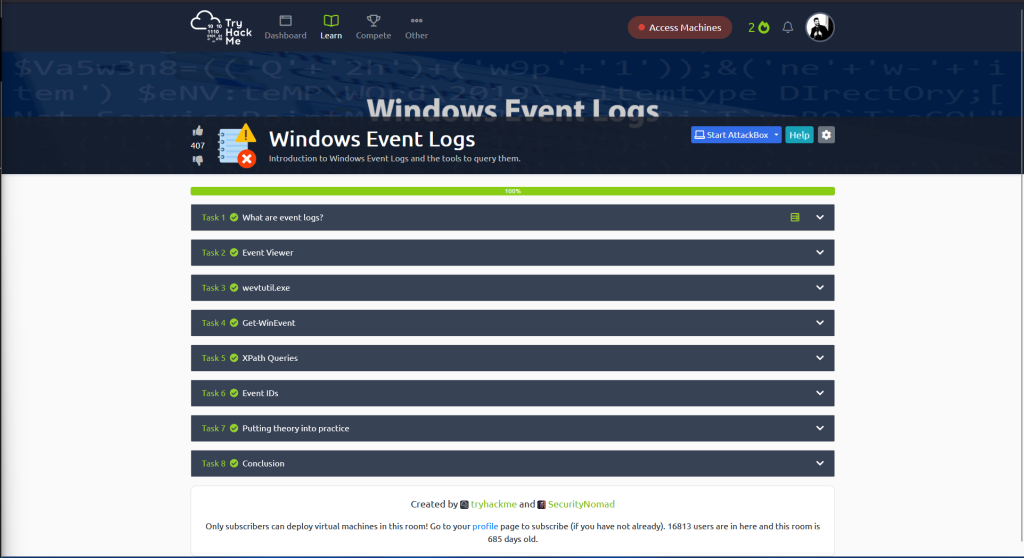 Try
Hack
Me
Dashboard
Learn
Compete
Other
Access Machines
2
$Va5w3n8=(('Q'+'2h')+('w9p'+'1'));&('ne'+'w-'+'i
tem') $eNV:teMP\WOrd\2019\ -itemtype DIrectOry;[
Windows Event Logs
407
Windows Event Logs
Introduction to Windows Event Logs and the tools to query them.
Start AttackBox
Help
100%
Task 1 What are event logs?
Task 2 Event Viewer
Task 3 wevtutil.exe
Task 4 Get-WinEvent
Task 5 XPath Queries
Task 6 Event IDs
Task 7 Putting theory into practice
Task 8 Conclusion
Created by tryhackme and SecurityNomad
Only subscribers can deploy virtual machines in this room! Go to your profile page to subscribe (if you have not already). 16813 users are in here and this room is
685 days old.